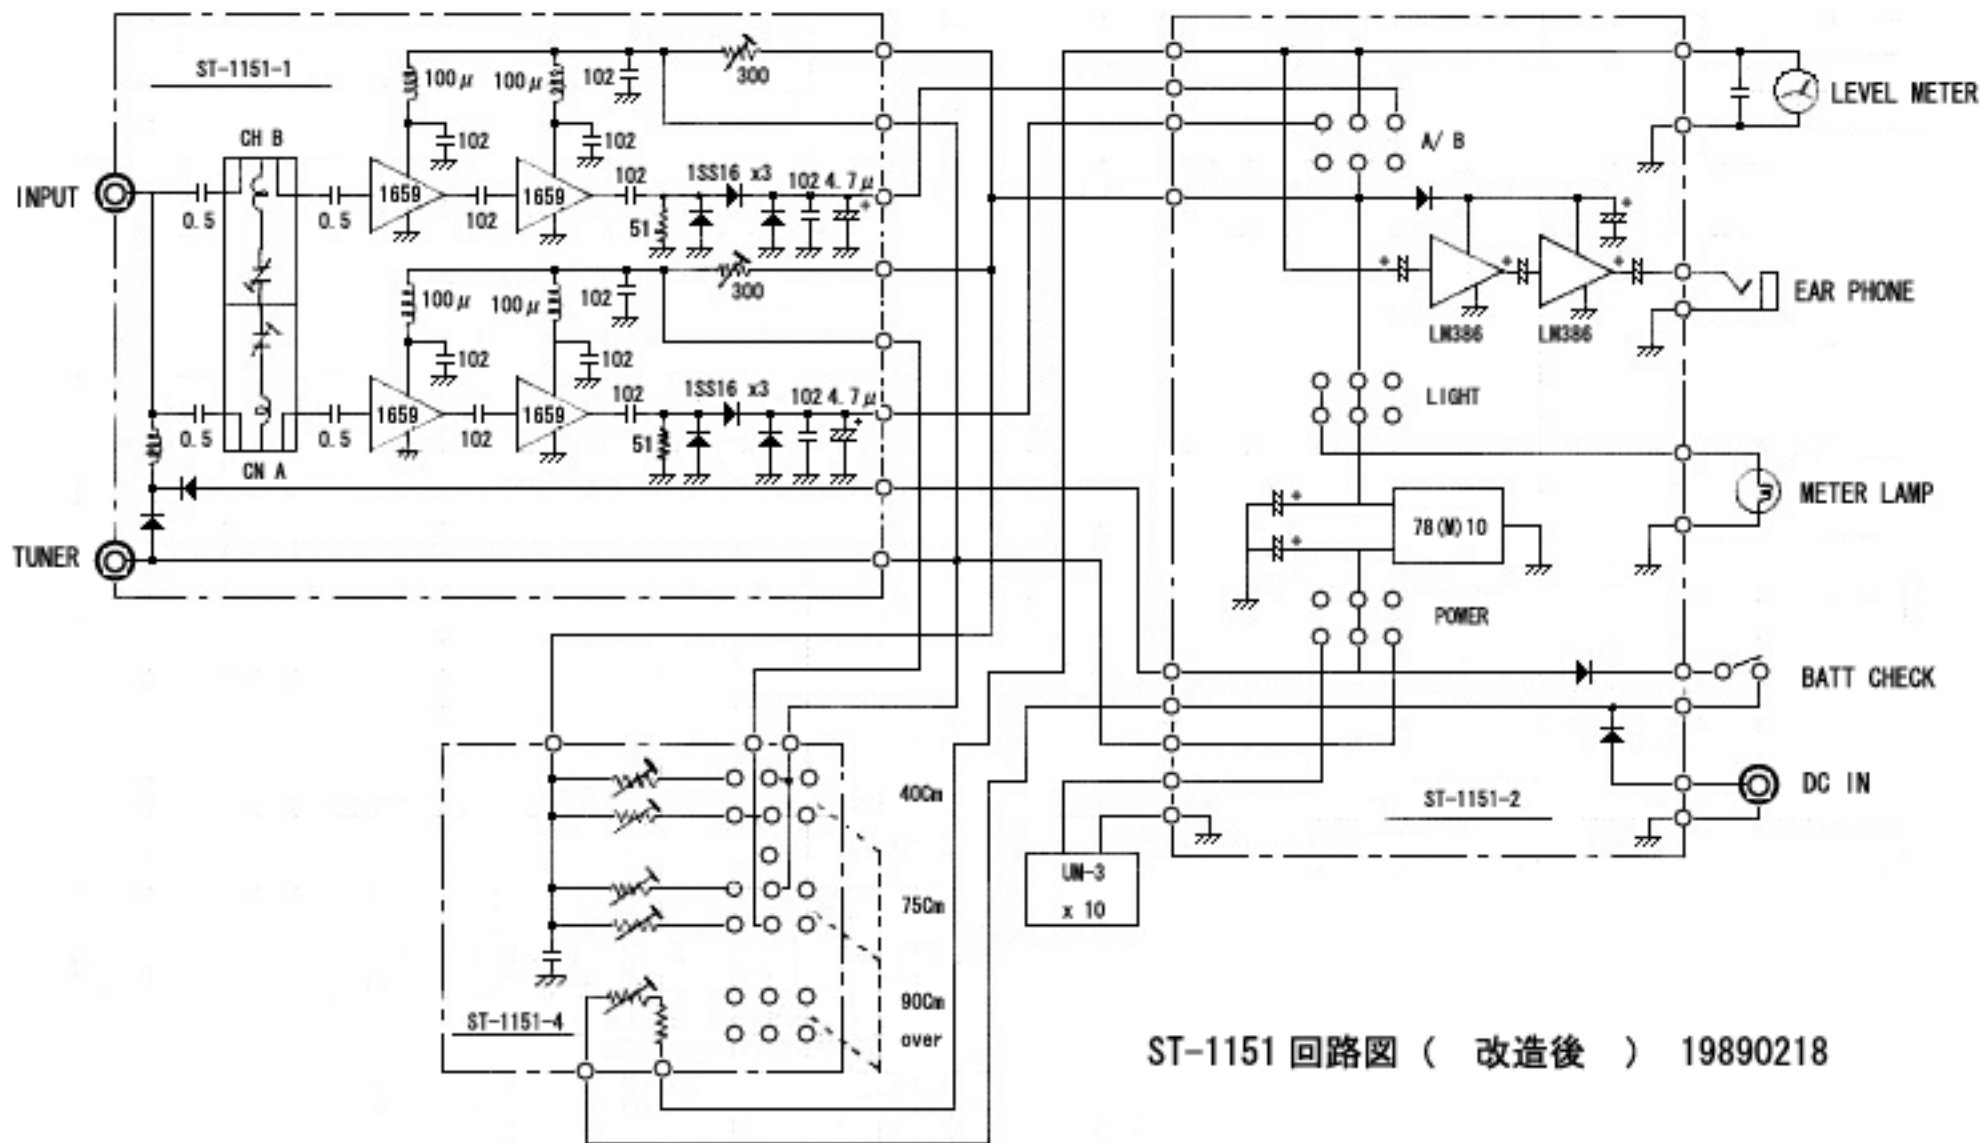 ST-1151-1
100μ
100μ
102
300
102
102
CH B
INPUT
0.5
0.5
1659
102
1659
102
51
1SS16 x3
102 4.7μ
+
300
100μ
100μ
102
102
102
0.5
0.5
1659
102
1659
102
51
1SS16 x3
102 4.7μ
+
CN A
TUNER
LEVEL METER
A/B
+
+
+
+
LM386
LM386
EAR PHONE
LIGHT
METER LAMP
+
+
78(M)10
POWER
BATT CHECK
ST-1151-2
DC IN
UM-3
x 10
40Cm
75Cm
90Cm
over
ST-1151-4
ST-1151 回路図 ( 改造後 ) 19890218